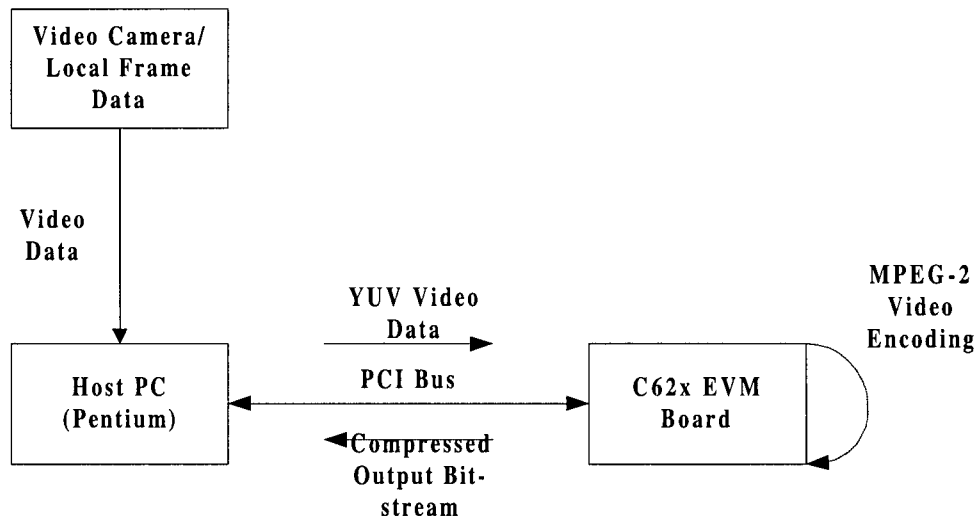 Video Camera/
Local Frame
Data
Video
Data
YUV Video
Data
MPEG-2
Video
Encoding
Host PC
(Pentium)
PCI Bus
C62x EVM
Board
Compressed
Output Bit-
stream